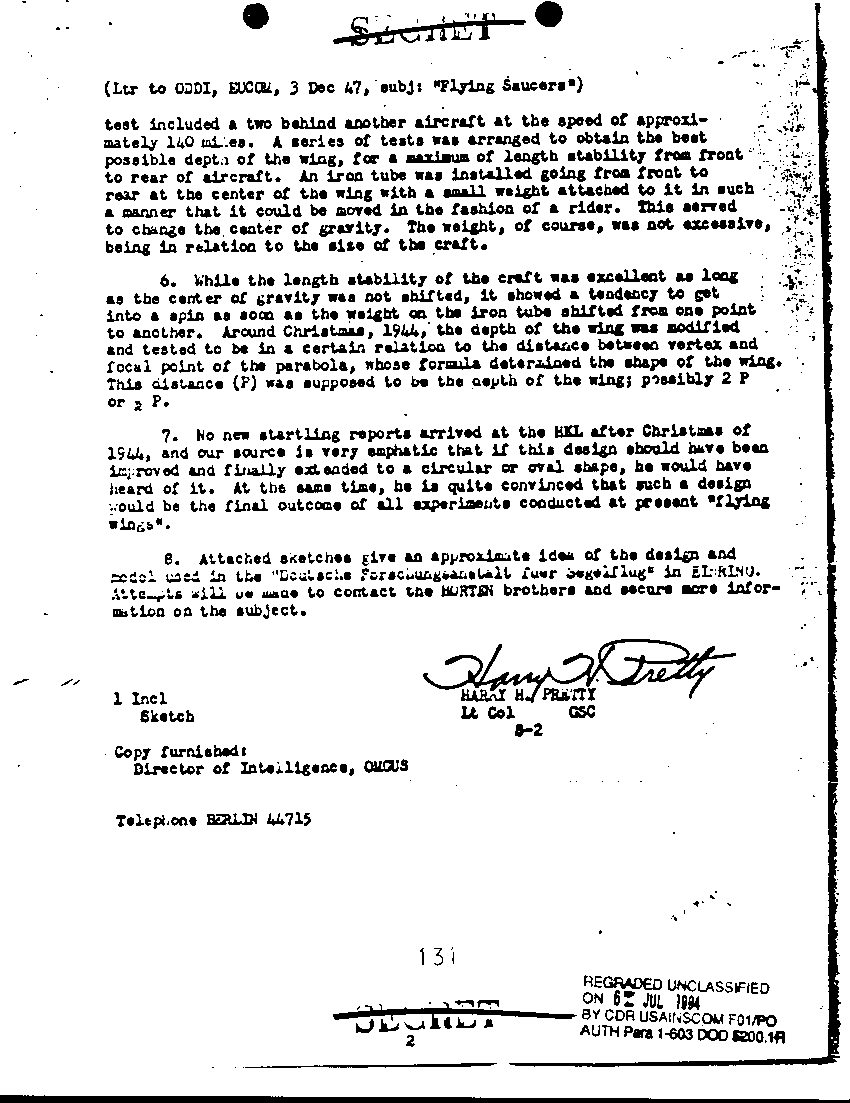 SECRET
(Ltr to ODDI, EUCOM, 3 Dec 47, subj: "Flying Saucers")
test included a two behind another aircraft at the speed of approxi-
mately 140 miles. A series of tests was arranged to obtain the best
possible depth of the wing, for a maximum of length stability from front
to rear of aircraft. An iron tube was installed going from front to
rear at the center of the wing with a small weight attached to it in such
a manner that it could be moved in the fashion of a rider. This served
to change the center of gravity. The weight, of course, was not excessive,
being in relation to the size of the craft.
6. While the length stability of the craft was excellent as long
as the center of gravity was not shifted, it showed a tendency to get
into a spin as soon as the weight on the iron tube shifted from one point
to another. Around Christmas, 1944, the depth of the wing was modified
and tested to be in a certain relation to the distance between vertex and
focal point of the parabola, whose formula determined the shape of the wing.
This distance (P) was supposed to be the depth of the wing; possibly 2 P
or 2 P.
7. No new startling reports arrived at the HKL after Christmas of
1944, and our source is very emphatic that if this design should have been
improved and finally extended to a circular or oval shape, he would have
heard of it. At the same time, he is quite convinced that such a design
would be the final outcome of all experiments conducted at present "flying
wings".
8. Attached sketches give an approximate idea of the design and
model used in the "Deutsche Forschungsanstalt fuer Segelflug" in
Attempts will be made to contact the HORTEN brothers and secure more infor-
mation on the subject.
Harry H. Pretty
HARRY H. PRETTY
1 Incl
Lt Col GSC
Sketch
S-2
Copy furnished:
Director of Intelligence, OMGUS
Telephone BERLIN 44715
131
REGRADED UNCLASSIFIED
ON JUL 1994
BY CDR USAINSCOM F01/PO
AUTH Para 1-603 DOD 5200.1R
SECRET
2